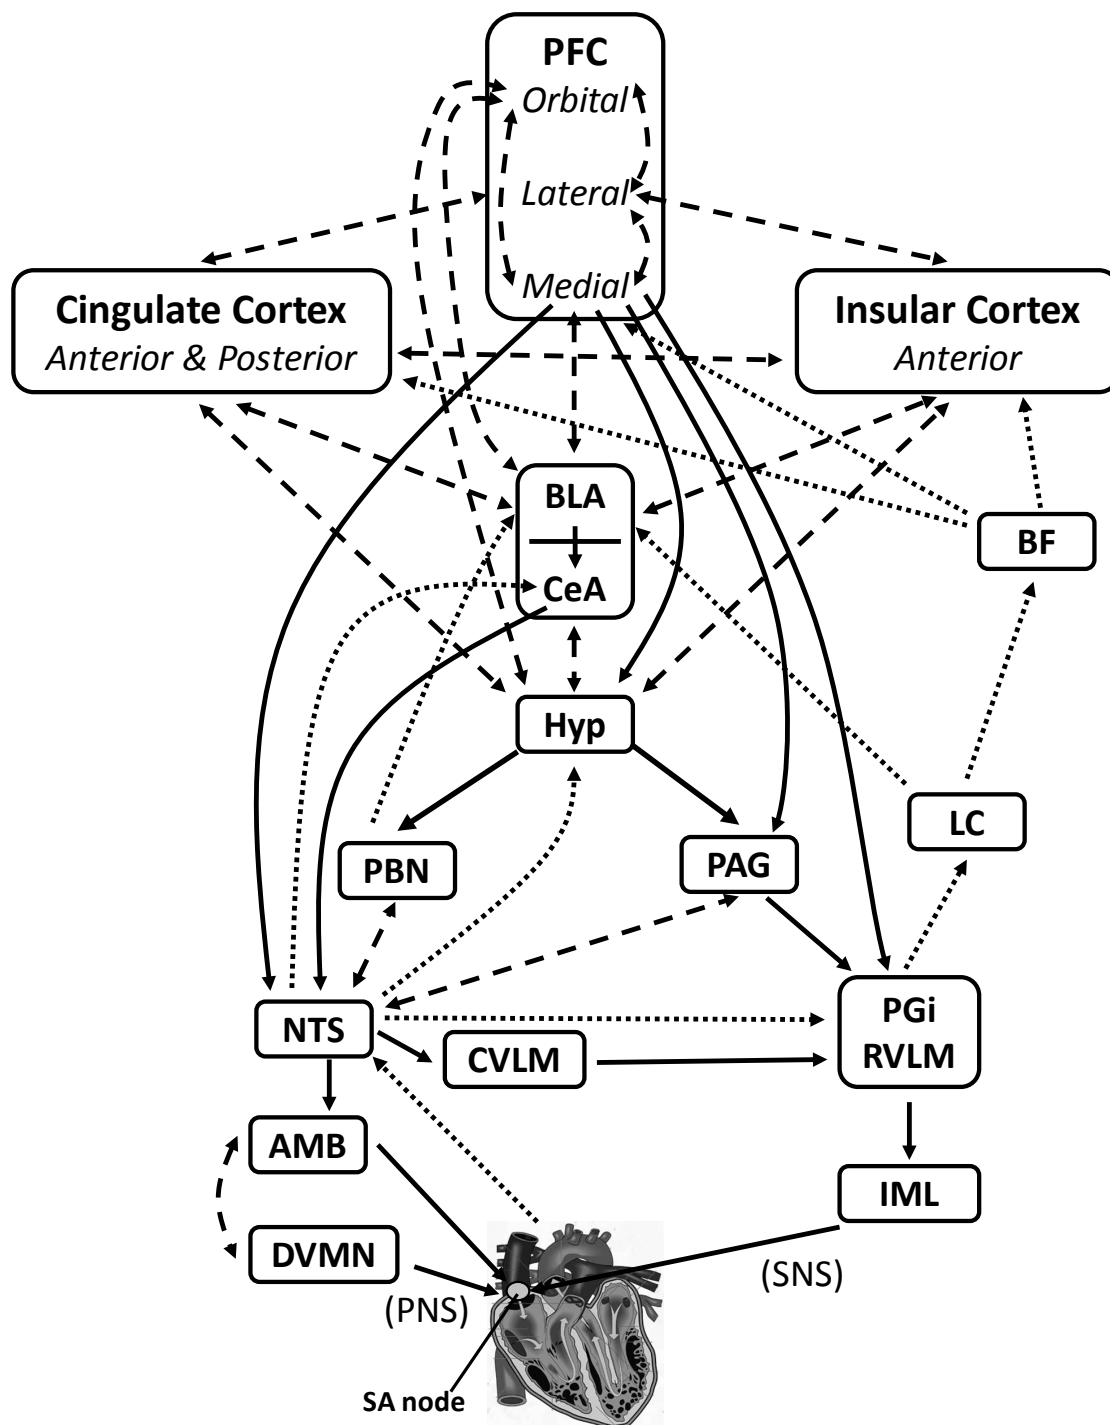 PFC
Orbital
Lateral
Medial
Cingulate Cortex
Anterior & Posterior
Insular Cortex
Anterior
BLA
CeA
BF
Hyp
LC
PBN
PAG
NTS
CVLM
PGi
RVLM
AMB
IML
DVMN
(PNS)
(SNS)
SA node